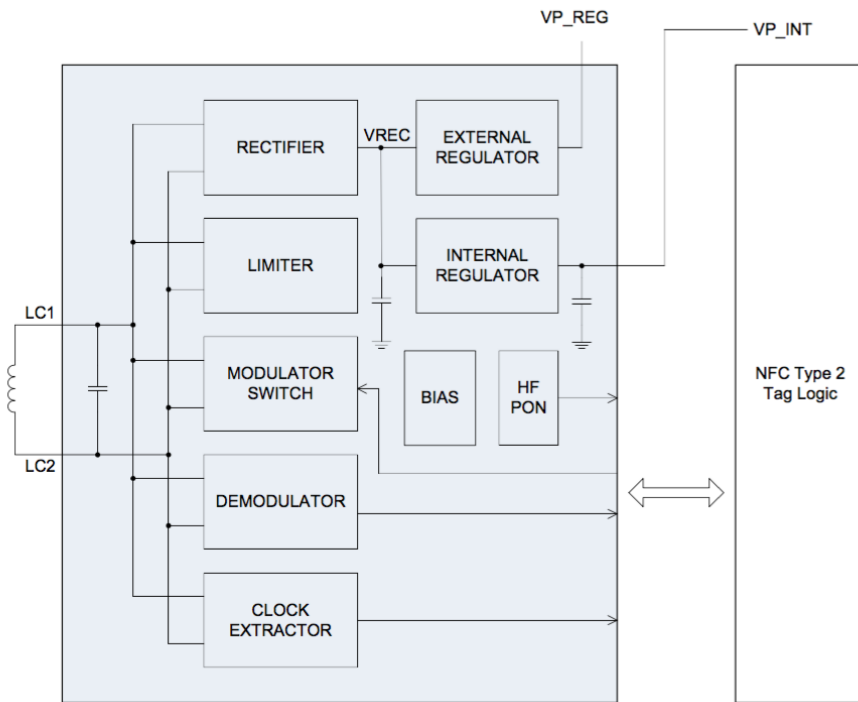 VP_REG
VP_INT
RECTIFIER
VREC
EXTERNAL
REGULATOR
LIMITER
INTERNAL
REGULATOR
LC1
MODULATOR
SWITCH
BIAS
HF
PON
NFC Type 2
Tag Logic
LC2
DEMODULATOR
CLOCK
EXTRACTOR